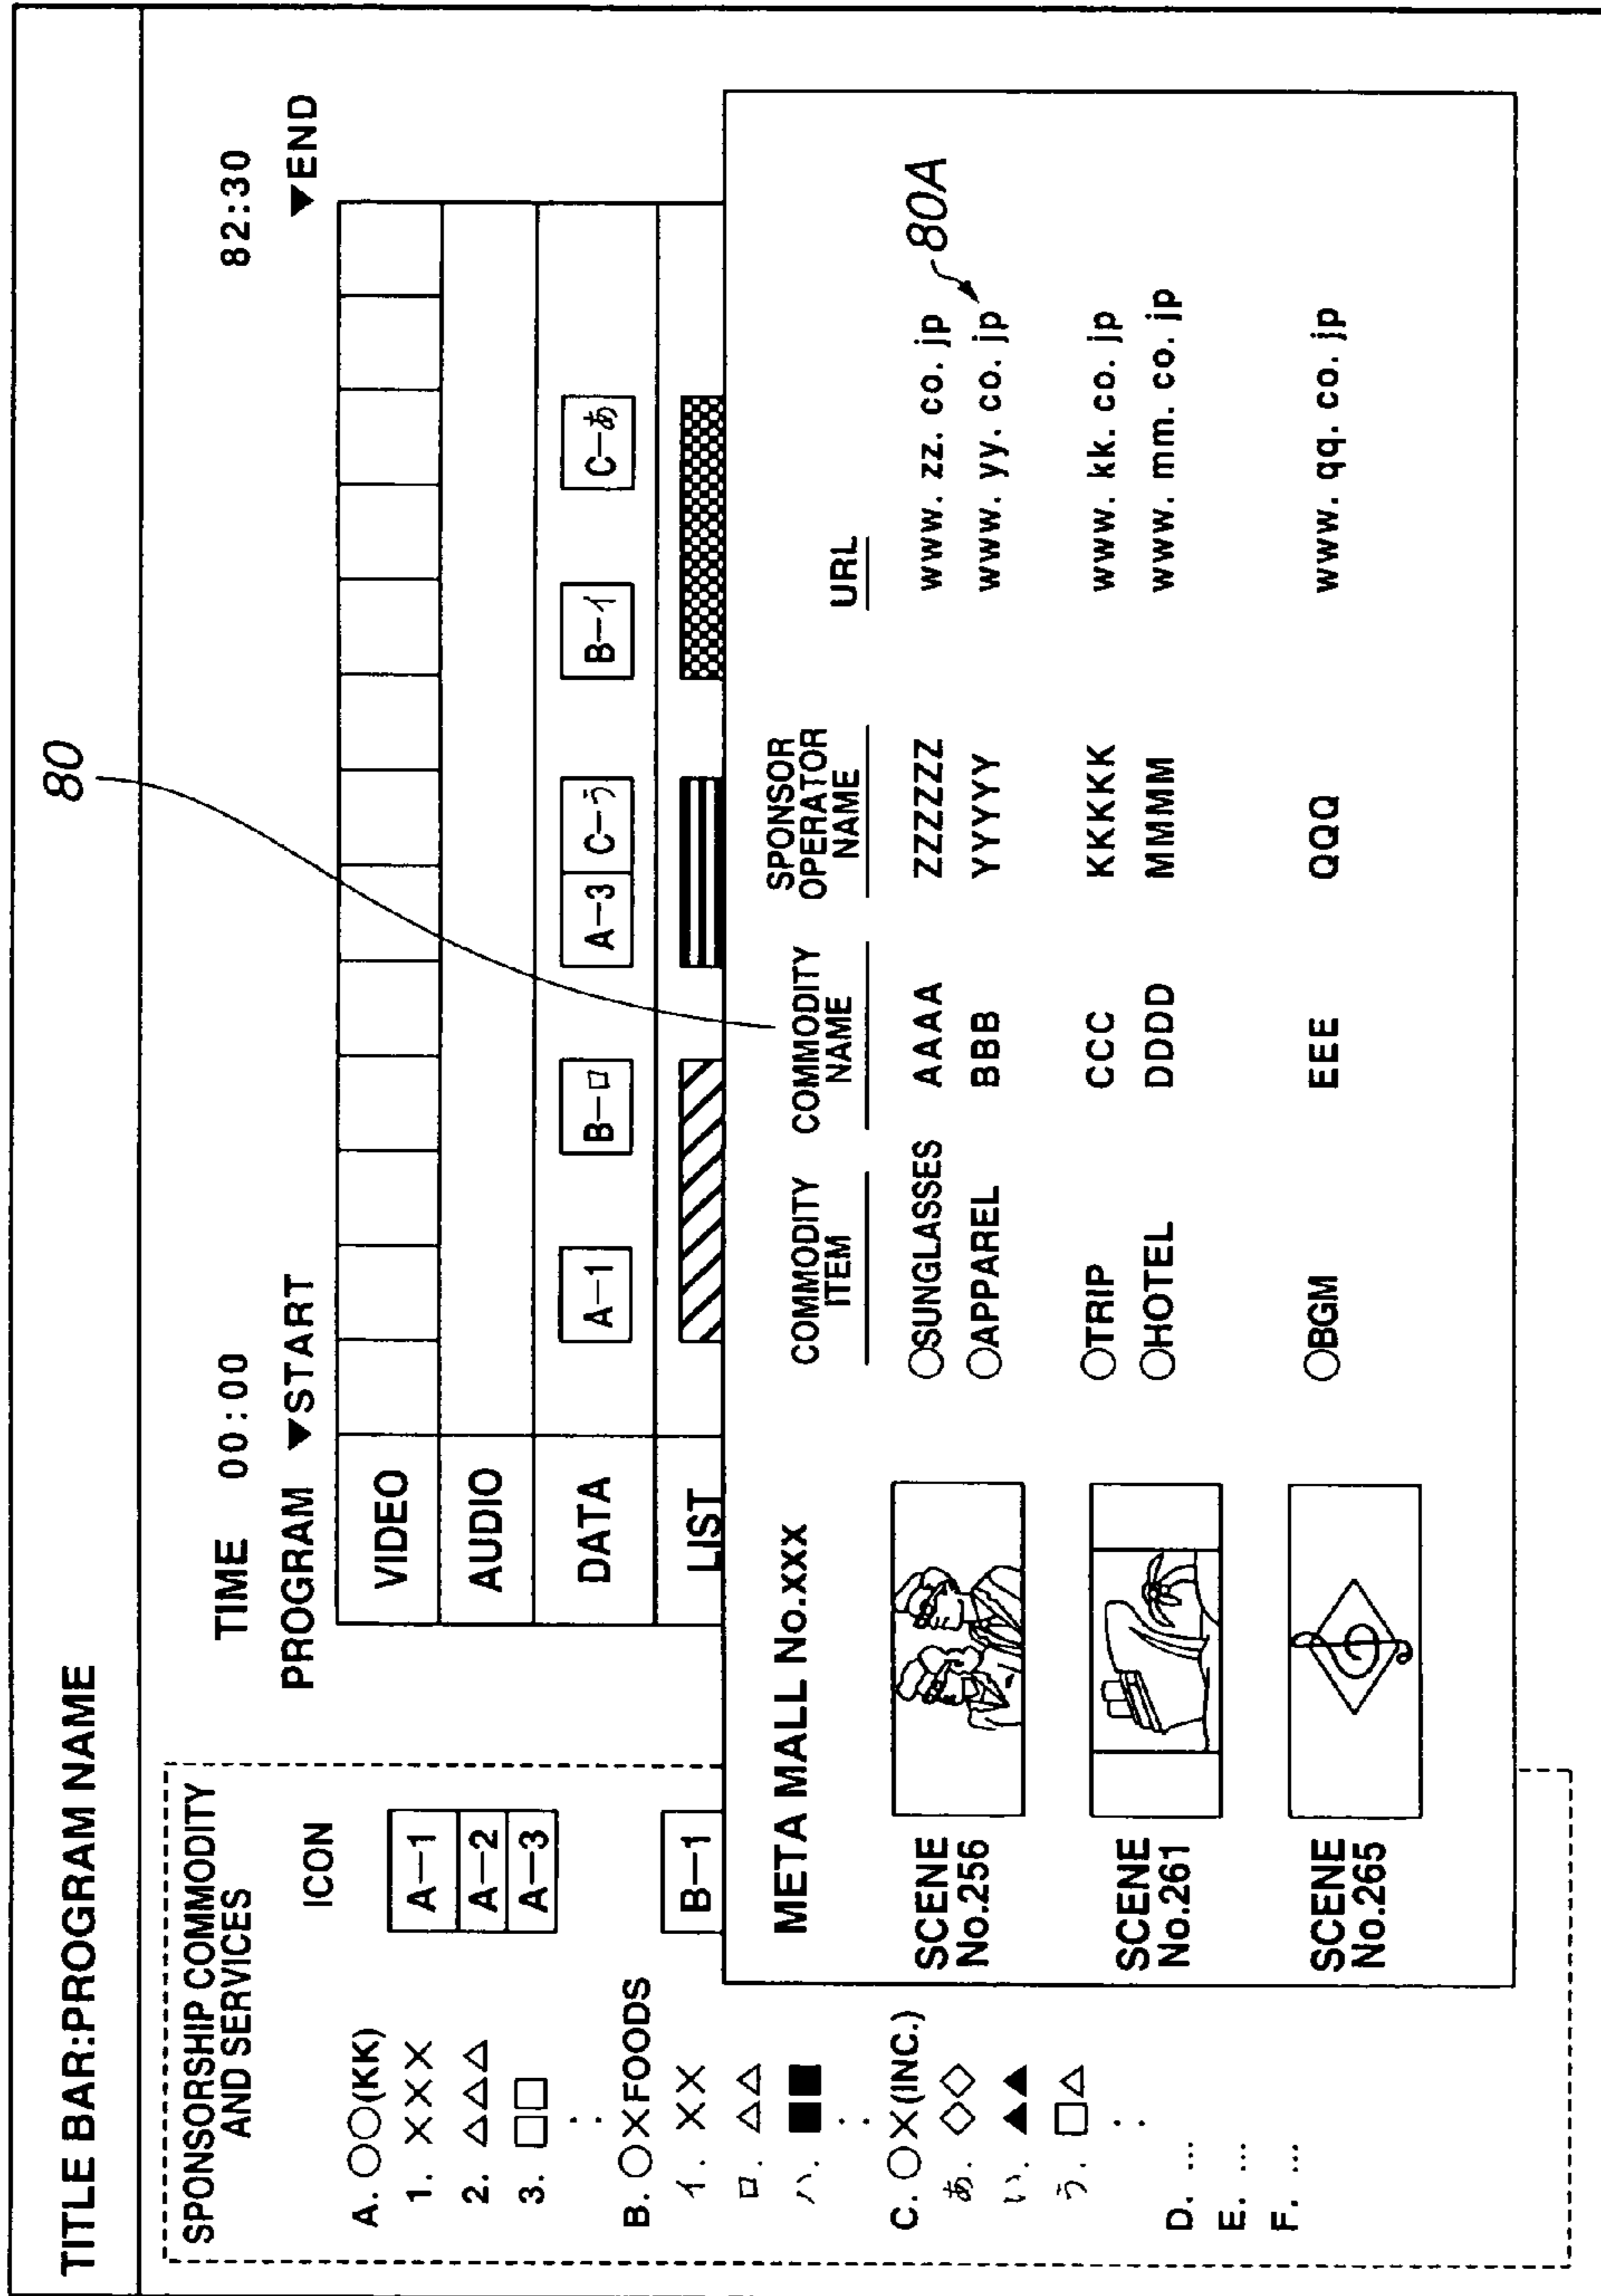 TITLE BAR:PROGRAM NAME
80
SPONSORSHIP COMMODITY
AND SERVICES
ICON
A. ○○(KK)
1. ×××
A-1
2. △△△
A-2
3. □□
A-3
:
B. ○×FOODS
B-1
イ. ××
ロ. △△
ハ. ■■
:
C. ○×(INC.)
あ. ◇◇
い. ▲▲
う. □△
:
D. ...
E. ...
F. ...
TIME 00:00
82:30
PROGRAM ▼START
▼END
VIDEO
AUDIO
DATA
A-1
B-ロ
A-3
C-う
B-イ
C-あ
LIST
META MALL No.XXX
COMMODITY
ITEM
COMMODITY
NAME
SPONSOR
OPERATOR
NAME
URL
SCENE
No.256
○SUNGLASSES AAAA ZZZZZZ www.zz.co.jp
○APPAREL BBB YYYYY www.yy.co.jp
80A
SCENE
No.261
○TRIP CCC KKKKK www.kk.co.jp
○HOTEL DDDD MMMM www.mm.co.jp
SCENE
No.265
○BGM EEE QQQ www.qq.co.jp